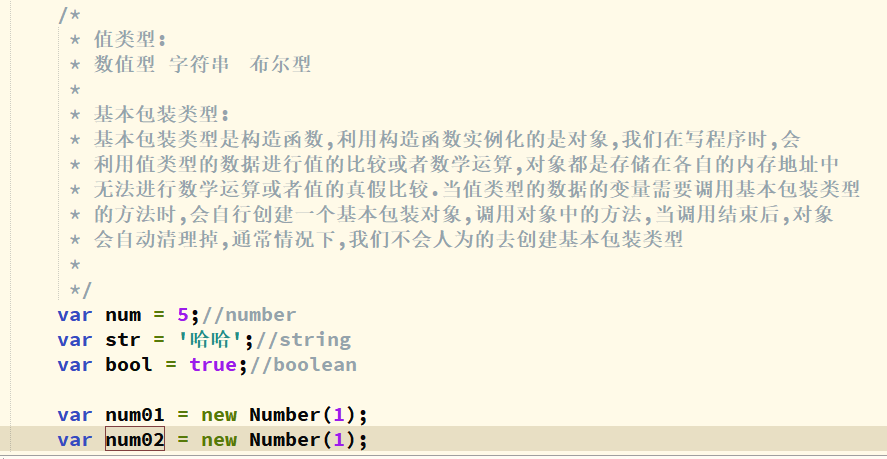 /*
* 值类型:
* 数值型 字符串 布尔型
*
* 基本包装类型:
* 基本包装类型是构造函数,利用构造函数实例化的是对象,我们在写程序时,会
* 利用值类型的数据进行值的比较或者数学运算,对象都是存储在各自的内存地址中
* 无法进行数学运算或者值的真假比较.当值类型的数据的变量需要调用基本包装类型
* 的方法时,会自行创建一个基本包装对象,调用对象中的方法,当调用结束后,对象
* 会自动清理掉,通常情况下,我们不会人为的去创建基本包装类型
*
*/
var num = 5;//number
var str = '哈哈';//string
var bool = true;//boolean
var num01 = new Number(1);
var num02 = new Number(1);